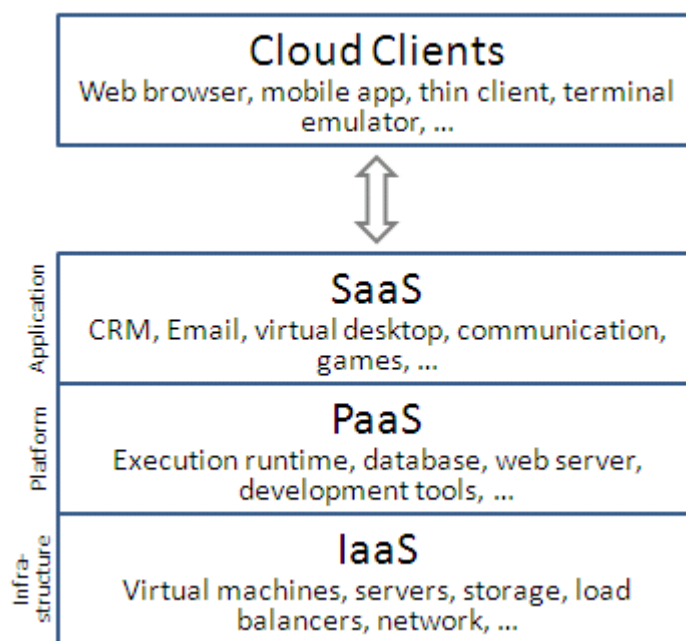 Cloud Clients
Web browser, mobile app, thin client, terminal
emulator, ...
Application
SaaS
CRM, Email, virtual desktop, communication,
games, ...
Platform
PaaS
Execution runtime, database, web server,
development tools, ...
Infra-
structure
IaaS
Virtual machines, servers, storage, load
balancers, network, ...